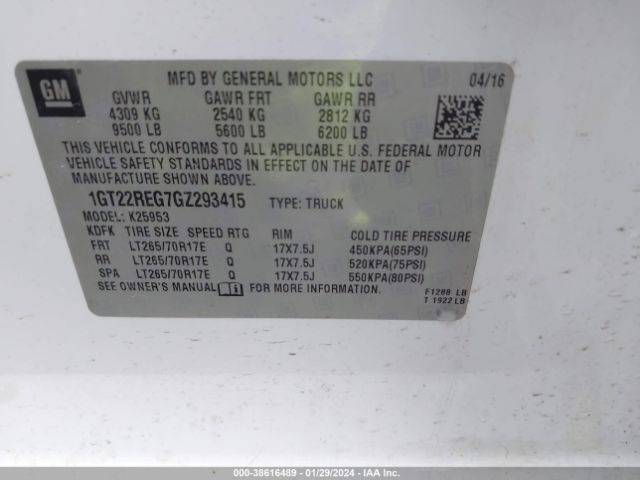 GM
MFD BY GENERAL MOTORS LLC 04/16
GVWR GAWR FRT GAWR RR
4309 KG 2540 KG 2812 KG
9500 LB 5600 LB 6200 LB
THIS VEHICLE CONFORMS TO ALL APPLICABLE U.S. FEDERAL MOTOR
VEHICLE SAFETY STANDARDS IN EFFECT ON THE DATE OF
MANUFACTURE SHOWN ABOVE.
1GT22REG7GZ293415 TYPE: TRUCK
MODEL: K25953
KDFK TIRE SIZE SPEED RTG RIM COLD TIRE PRESSURE
FRT LT265/70R17E Q 17X7.5J 450KPA(65PSI)
RR LT265/70R17E Q 17X7.5J 520KPA(75PSI)
SPA LT265/70R17E Q 17X7.5J 550KPA(80PSI)
SEE OWNER'S MANUAL FOR MORE INFORMATION. F1288 LB
T 1922 LB
000-38616489 - 01/29/2024 - IAAI.COM